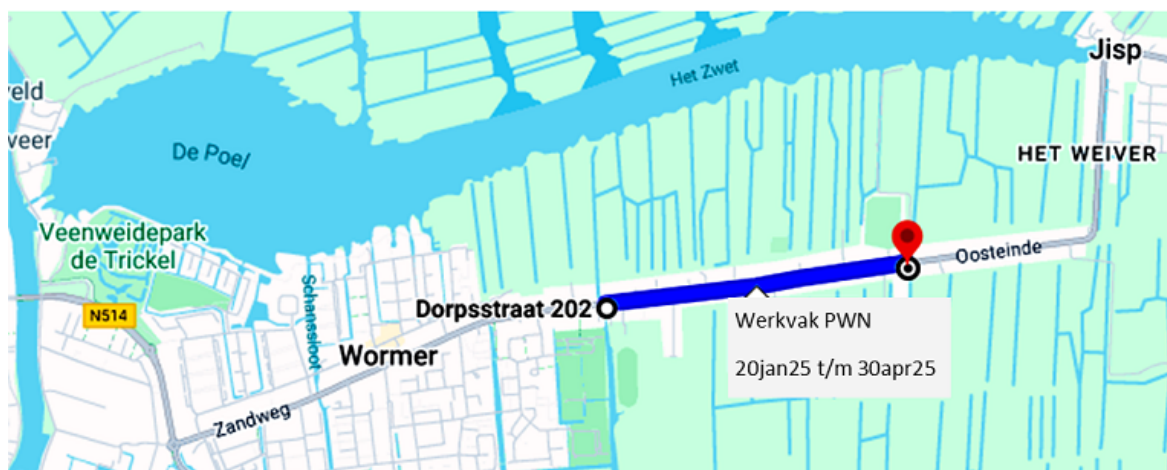 Jisp
Het Zwet
eld
veer
De Poel
HET WEIVER
Veenweidepark
de Trickel
Oosteinde
Schanssloot
Dorpsstraat 202
N514
Werkvak PWN
Wormer
20jan25 t/m 30apr25
Zandweg